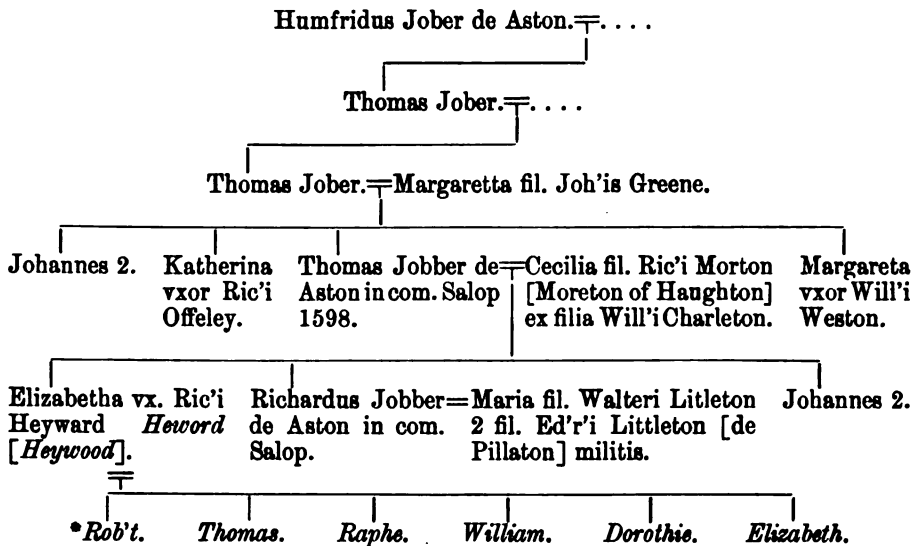 Humfridus Jober de Aston.=. . . .
Thomas Jober.=. . . .
Thomas Jober.=Margaretta fil. Joh'is Greene.
Johannes 2.
Katherina
vxor Ric'i
Offeley.
Thomas Jobber de=Cecilia fil. Ric'i Morton
Aston in com. Salop [Moreton of Haughton]
1598. ex filia Will'i Charleton.
Margareta
vxor Will'i
Weston.
Elizabetha vx. Ric'i
Heyward Heword
[Heywood].
Richardus Jobber=Maria fil. Walteri Litleton
de Aston in com. 2 fil. Ed'r'i Littleton [de
Salop. Pillaton] militis.
Johannes 2.
*Rob't. Thomas. Raphe. William. Dorothie. Elizabeth.